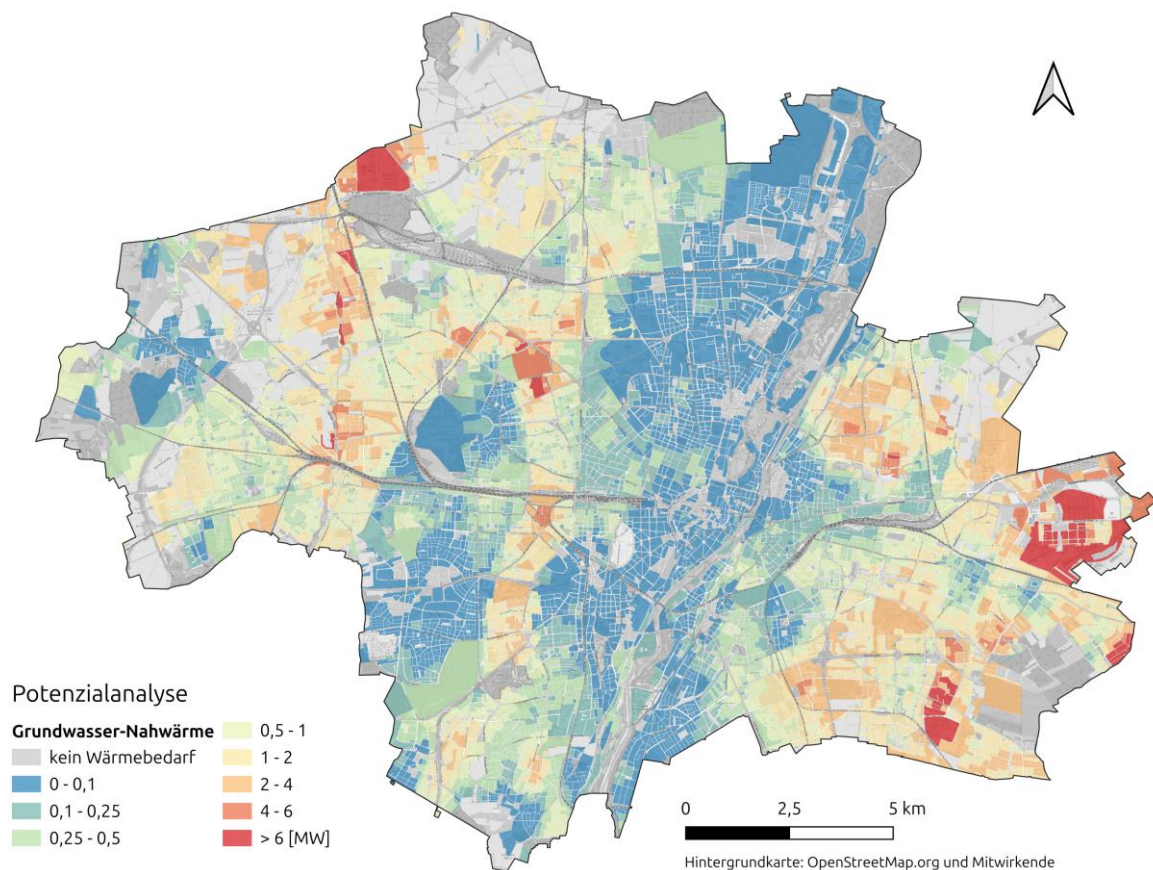 Potenzialanalyse
Grundwasser-Nahwärme
kein Wärmebedarf
0 - 0,1
0,1 - 0,25
0,25 - 0,5
0,5 - 1
1 - 2
2 - 4
4 - 6
> 6 [MW]
0 2,5 5 km
Hintergrundkarte: OpenStreetMap.org und Mitwirkende